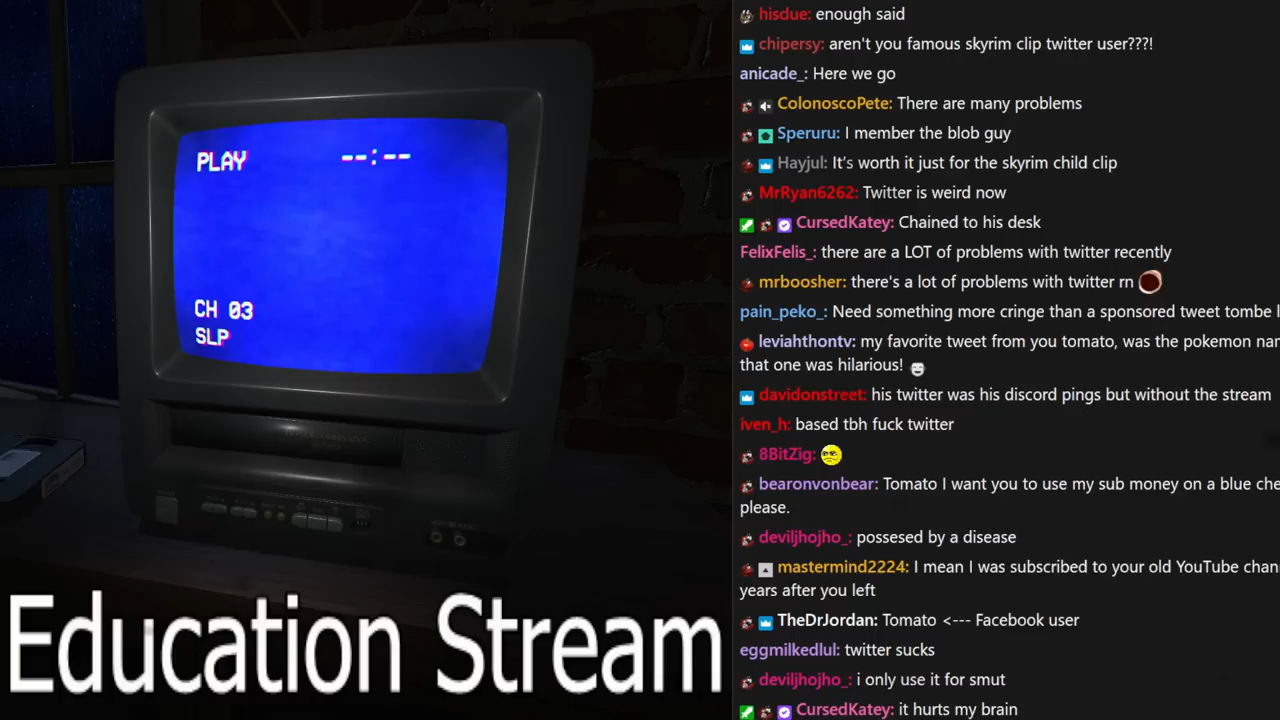 PLAY --:--
CH 03
SLP
Education Stream
hisdue: enough said
chipersy: aren't you famous skyrim clip twitter user???!
anicade_: Here we go
ColonoscoPete: There are many problems
Speruru: I member the blob guy
Hayjul: It's worth it just for the skyrim child clip
MrRyan6262: Twitter is weird now
CursedKatey: Chained to his desk
FelixFelis_: there are a LOT of problems with twitter recently
mrboosher: there's a lot of problems with twitter rn
pain_peko_: Need something more cringe than a sponsored tweet tombe l
leviahthontv: my favorite tweet from you tomato, was the pokemon nam
that one was hilarious!
davidonstreet: his twitter was his discord pings but without the stream
iven_h: based tbh fuck twitter
8BitZig:
bearonvonbear: Tomato I want you to use my sub money on a blue che
please.
deviljhojho_: possesed by a disease
mastermind2224: I mean I was subscribed to your old YouTube chan
years after you left
TheDrJordan: Tomato <--- Facebook user
eggmilkedlul: twitter sucks
deviljhojho_: i only use it for smut
CursedKatey: it hurts my brain